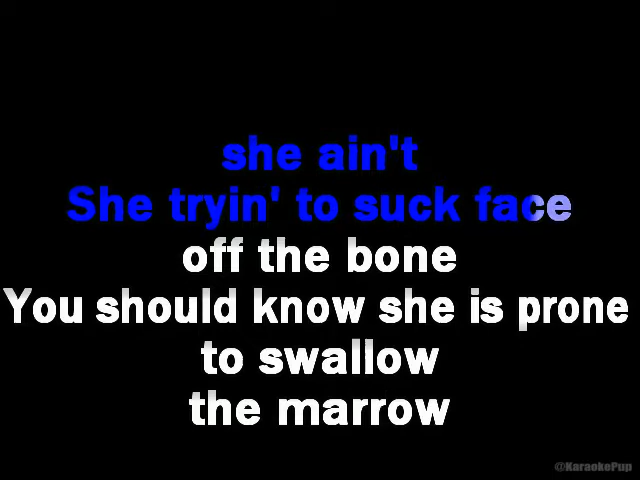 she ain't
She tryin' to suck face
off the bone
You should know she is prone
to swallow
the marrow
@KaraokePup